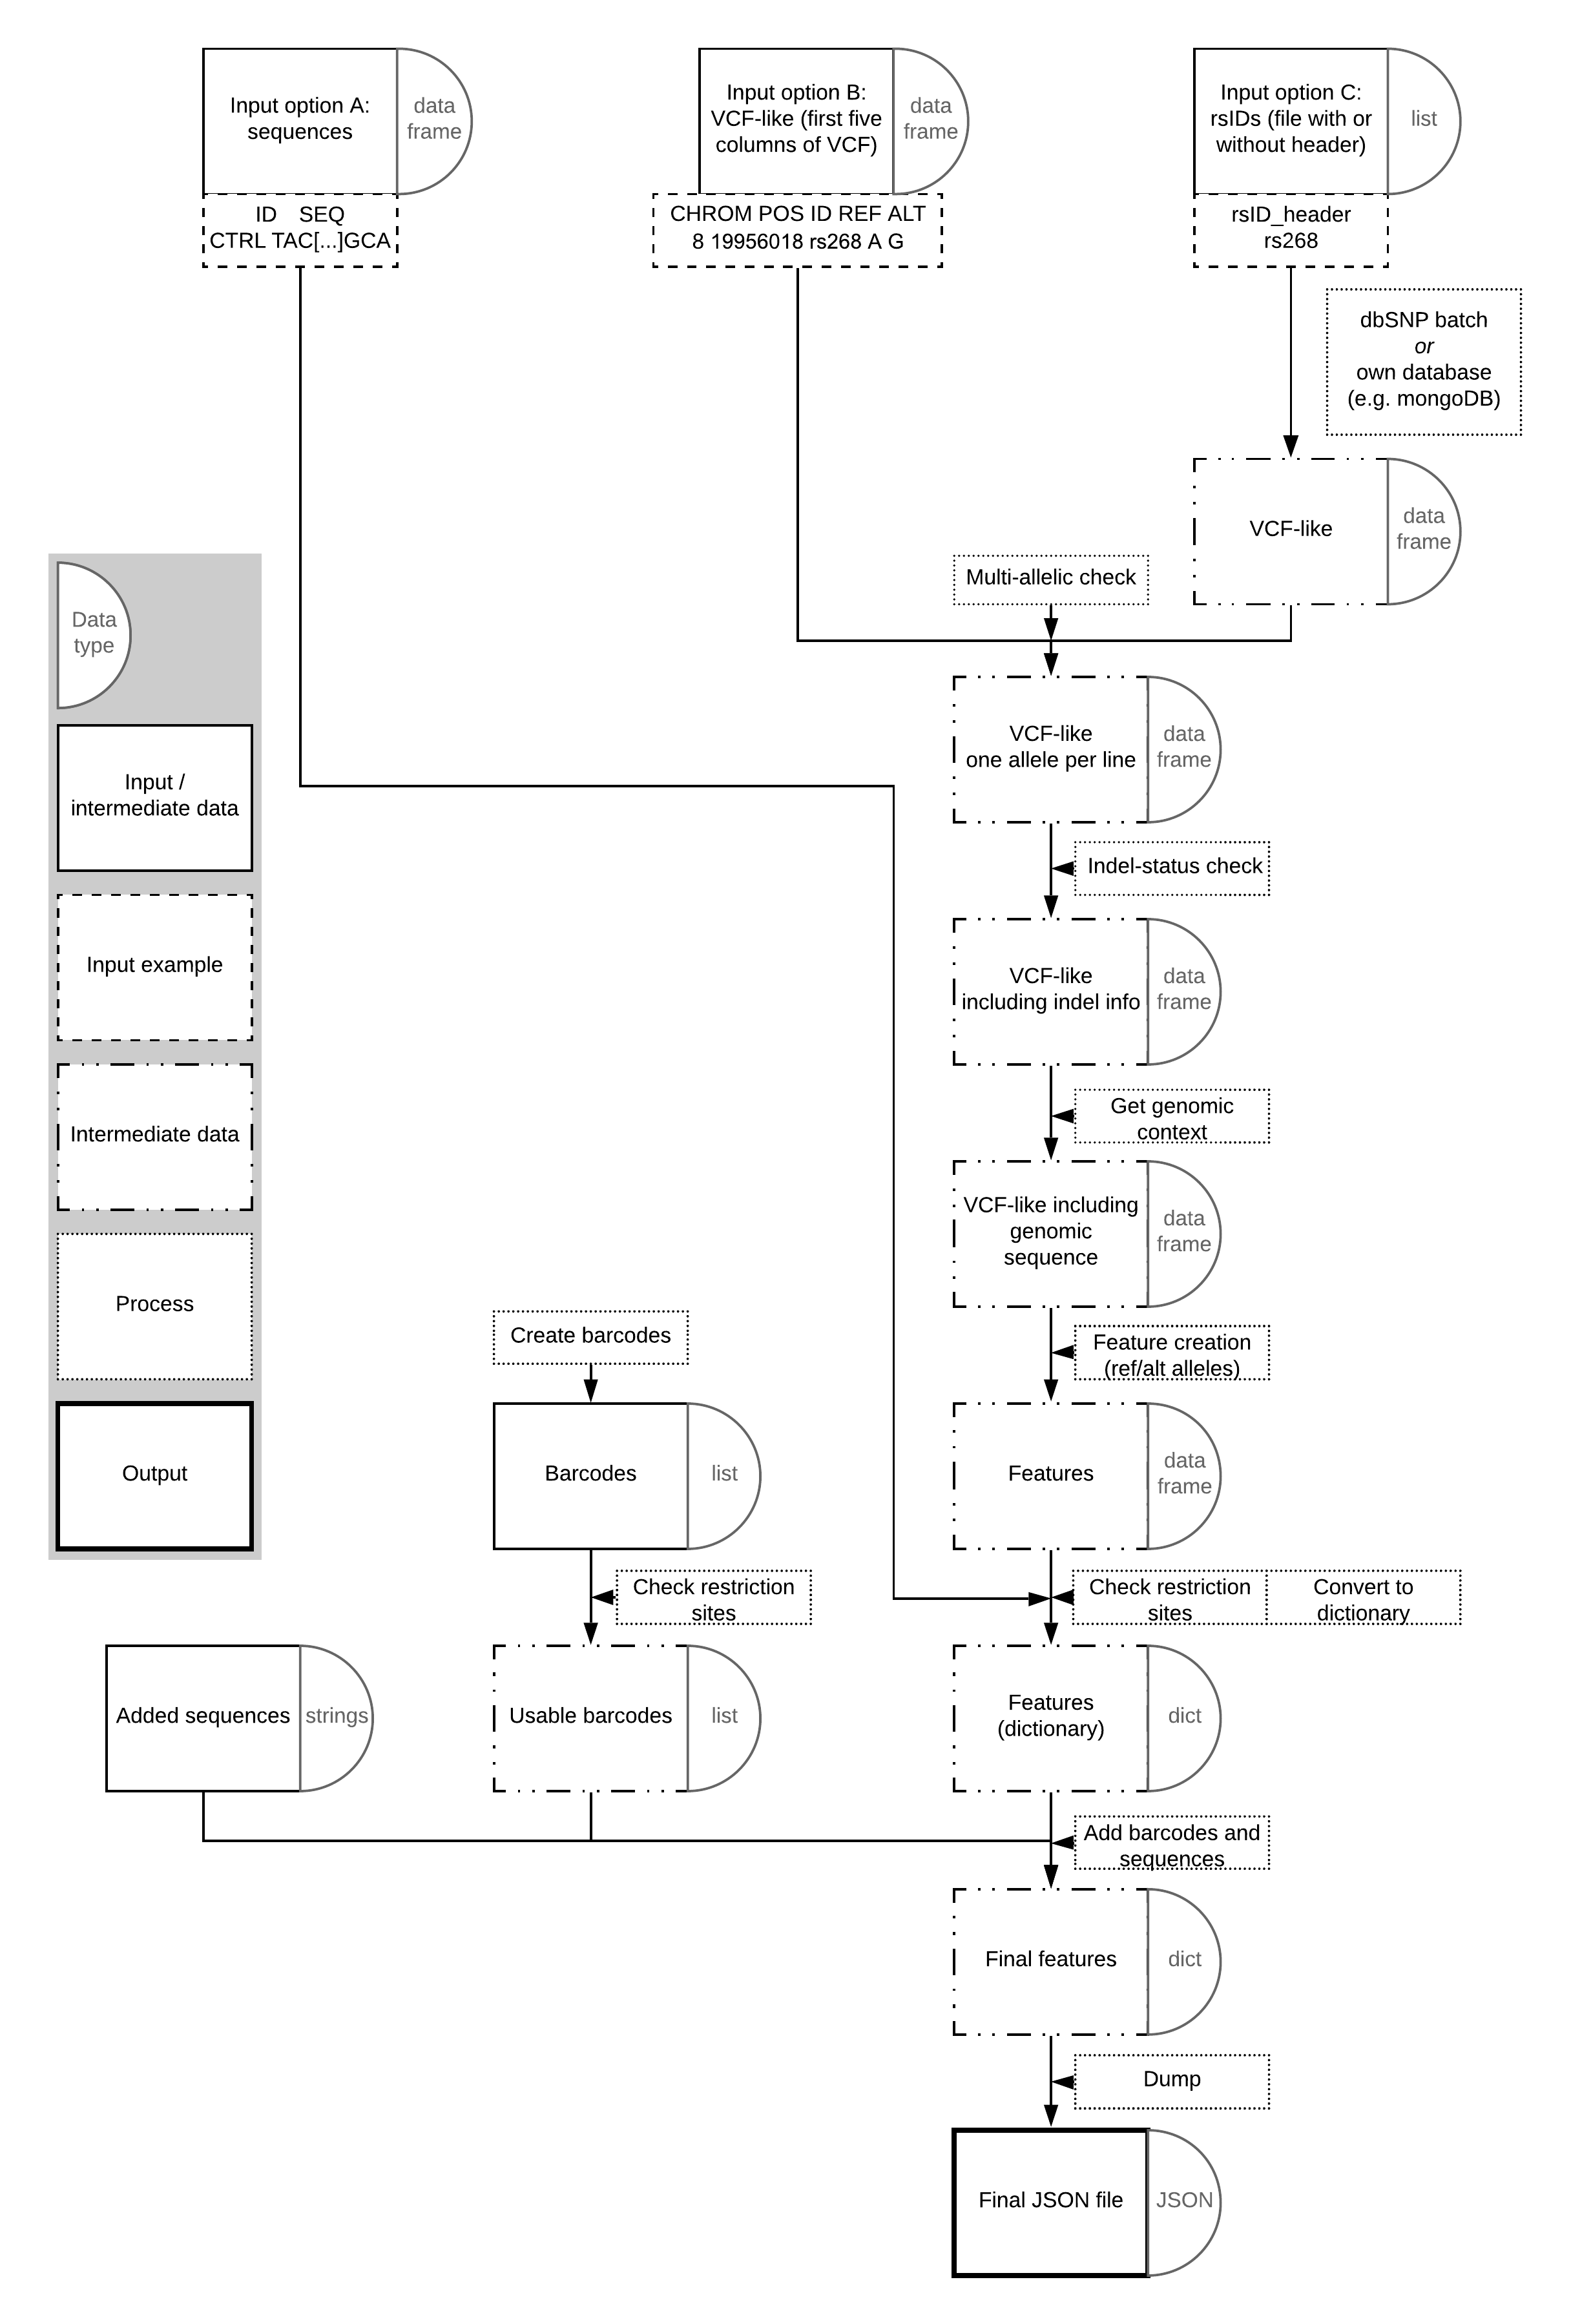 Input option A:
sequences
data
frame
ID SEQ
CTRL TAC[...]GCA
Input option B:
VCF-like (first five
columns of VCF)
data
frame
CHROM POS ID REF ALT
8 19956018 rs268 A G
Input option C:
rsIDs (file with or
without header)
list
rsID_header
rs268
dbSNP batch
or
own database
(e.g. mongoDB)
VCF-like
data
frame
Multi-allelic check
VCF-like
one allele per line
data
frame
Indel-status check
VCF-like
including indel info
data
frame
Get genomic
context
VCF-like including
genomic
sequence
data
frame
Feature creation
(ref/alt alleles)
Features
data
frame
Check restriction
sites
Convert to
dictionary
Features
(dictionary)
dict
Create barcodes
Barcodes
list
Check restriction
sites
Usable barcodes
list
Added sequences
strings
Add barcodes and
sequences
Final features
dict
Dump
Final JSON file
JSON
Data
type
Input /
intermediate data
Input example
Intermediate data
Process
Output